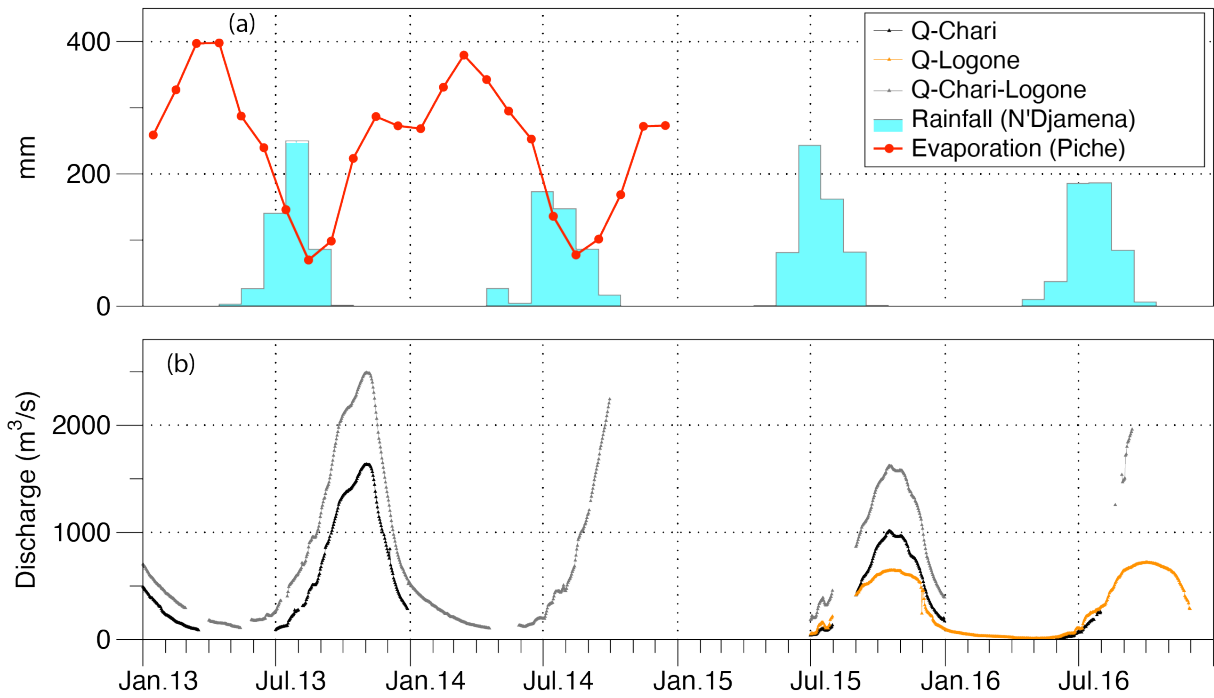 (a)
400
200
0
mm
Q-Chari
Q-Logone
Q-Chari-Logone
Rainfall (N'Djamena)
Evaporation (Piche)
(b)
2000
1000
0
Discharge (m³/s)
Jan.13 Jul.13 Jan.14 Jul.14 Jan.15 Jul.15 Jan.16 Jul.16